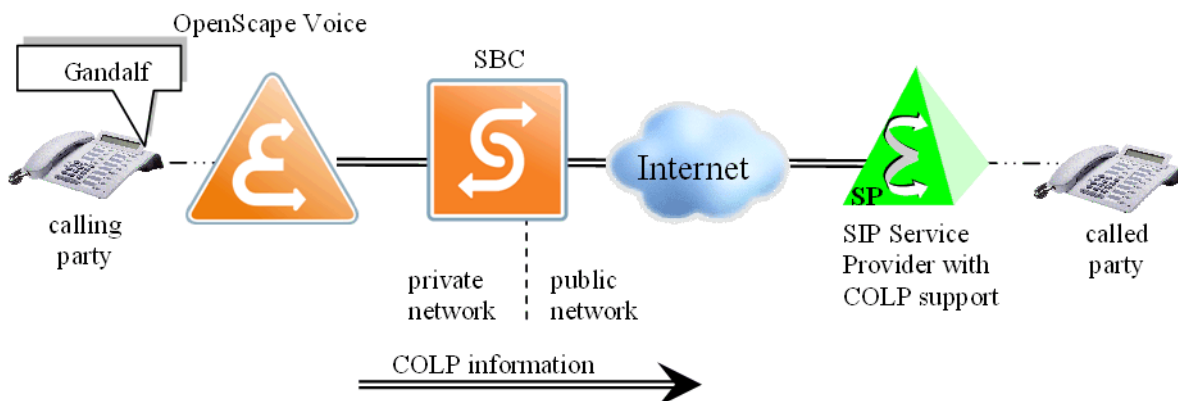 OpenScape Voice
Gandalf
SBC
Internet
SP
calling
party
SIP Service
Provider with
COLP support
called
party
private
network
public
network
COLP information